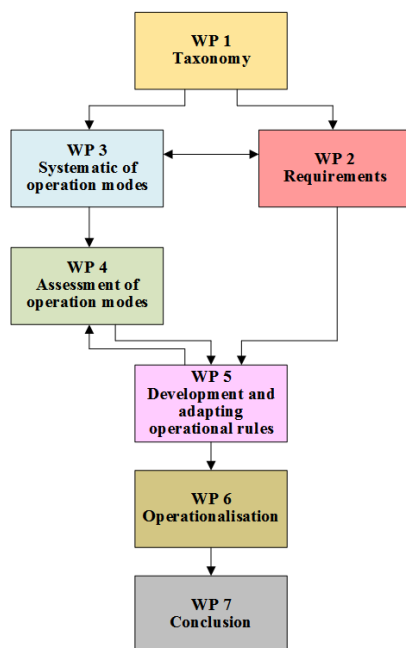 WP 1
Taxonomy
WP 3
Systematic of
operation modes
WP 2
Requirements
WP 4
Assessment of
operation modes
WP 5
Development and
adapting
operational rules
WP 6
Operationalisation
WP 7
Conclusion